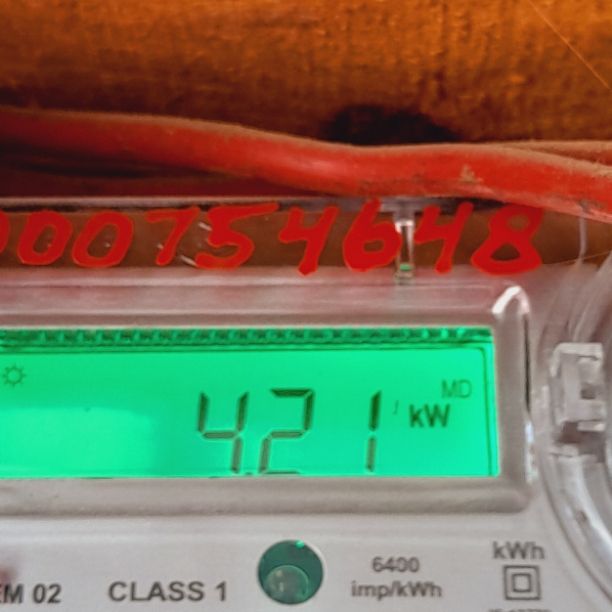 000754648
MD
4.21 kW
kWh
6400
imp/kWh
EM 02 CLASS 1